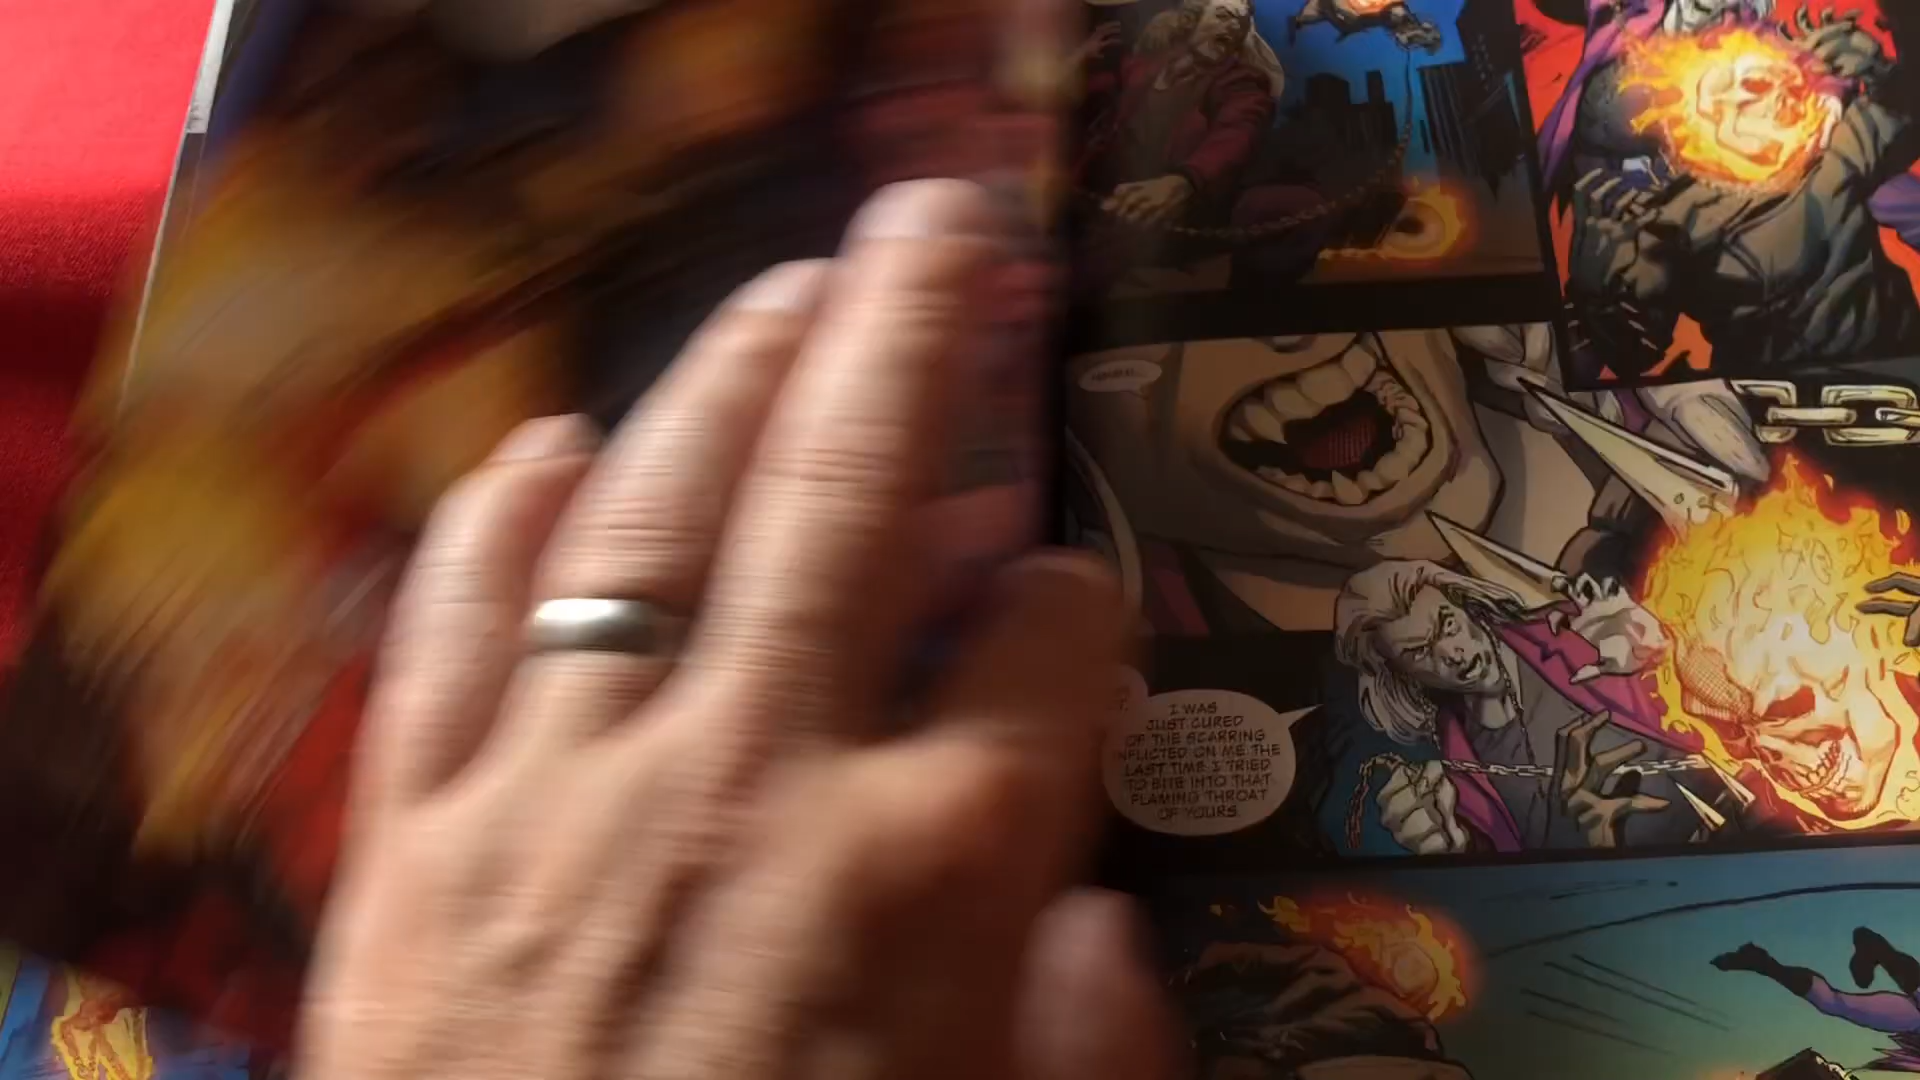 I WAS
JUST CURED
OF THE SCARRING
INFLICTED ON ME THE
LAST TIME I TRIED
TO BITE INTO THAT
FLAMING THROAT
OF YOURS.